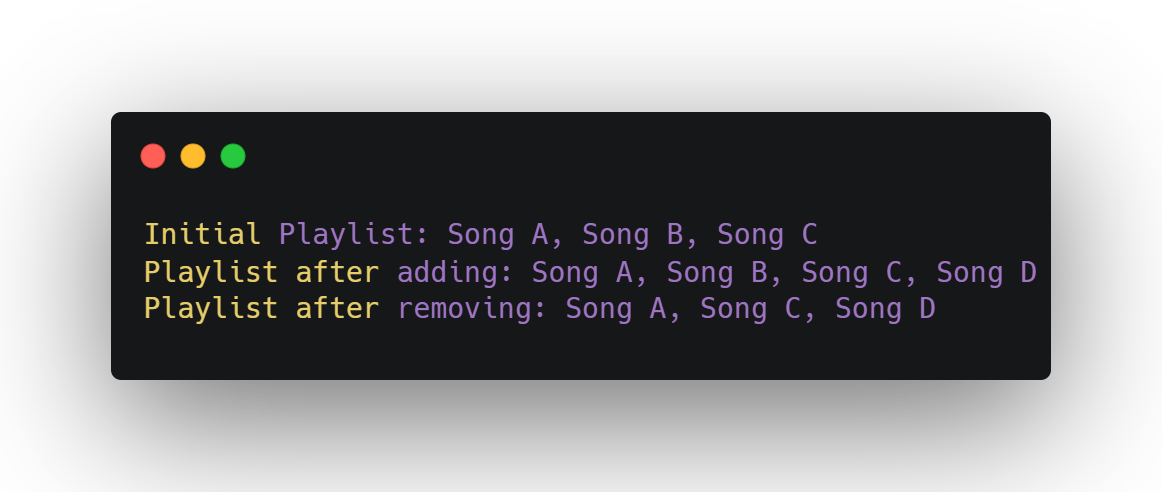 Initial Playlist: Song A, Song B, Song C
Playlist after adding: Song A, Song B, Song C, Song D
Playlist after removing: Song A, Song C, Song D